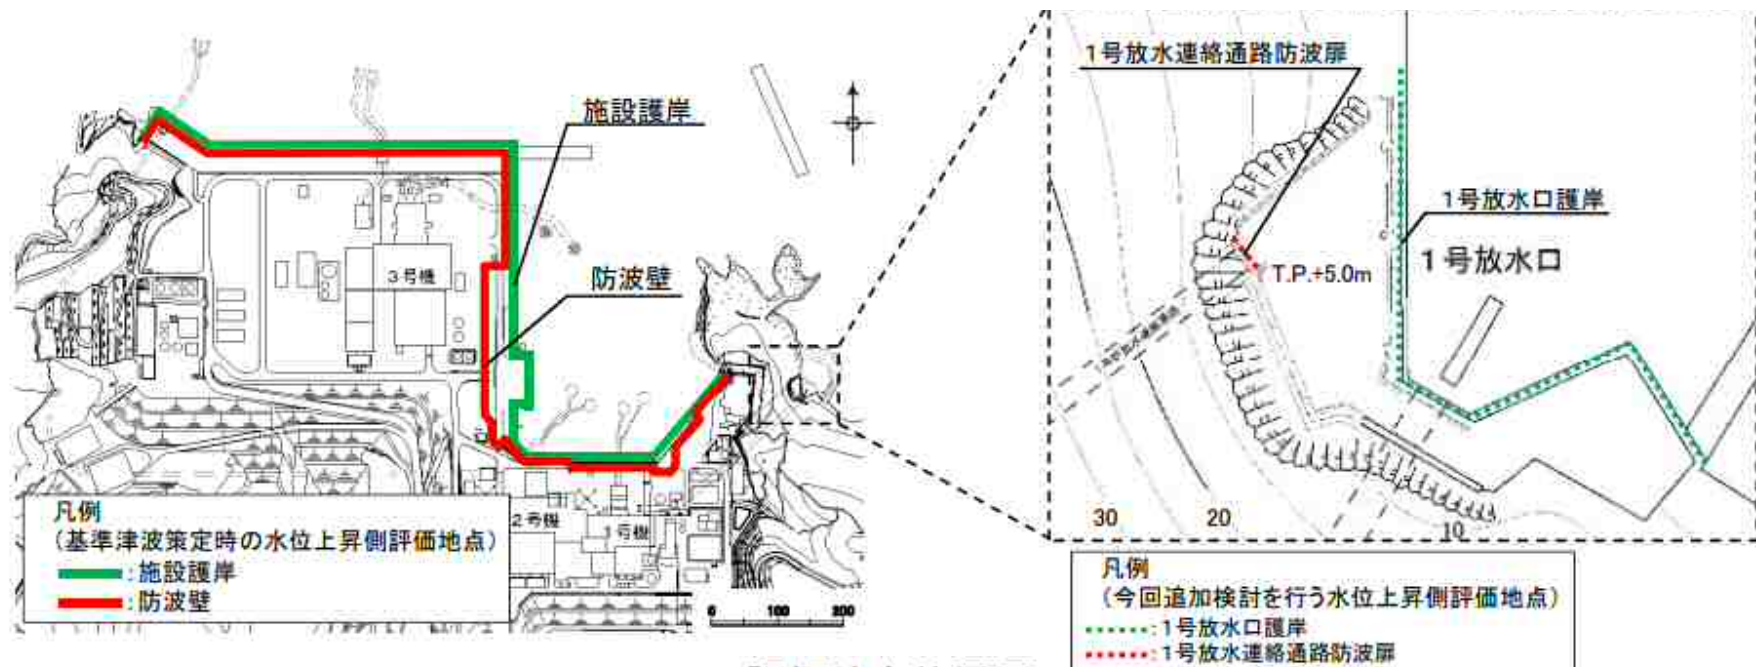 1号放水連絡通路防波扉
施設護岸
1号放水口護岸
1号放水口
3号機
防波壁
T.P.+5.0m
凡例
(基準津波策定時の水位上昇側評価地点)
:施設護岸
:防波壁
2号機
1号機
0 100 200
30
20
10
凡例
(今回追加検討を行う水位上昇側評価地点)
:1号放水口護岸
:1号放水連絡通路防波扉